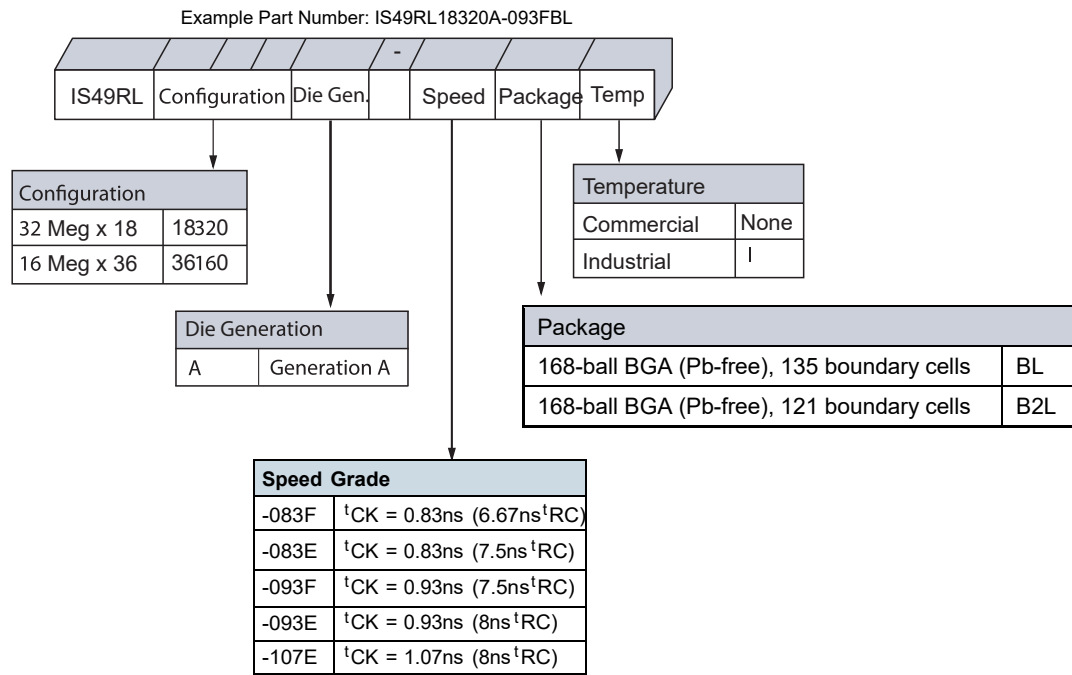 Example Part Number: IS49RL18320A-093FBL
-
IS49RL Configuration Die Gen. Speed Package Temp
Configuration
32 Meg x 18 18320
16 Meg x 36 36160
Temperature
Commercial None
Industrial I
Die Generation
A Generation A
Package
168-ball BGA (Pb-free), 135 boundary cells BL
168-ball BGA (Pb-free), 121 boundary cells B2L
Speed Grade
-083F tCK = 0.83ns (6.67ns tRC)
-083E tCK = 0.83ns (7.5ns tRC)
-093F tCK = 0.93ns (7.5ns tRC)
-093E tCK = 0.93ns (8ns tRC)
-107E tCK = 1.07ns (8ns tRC)